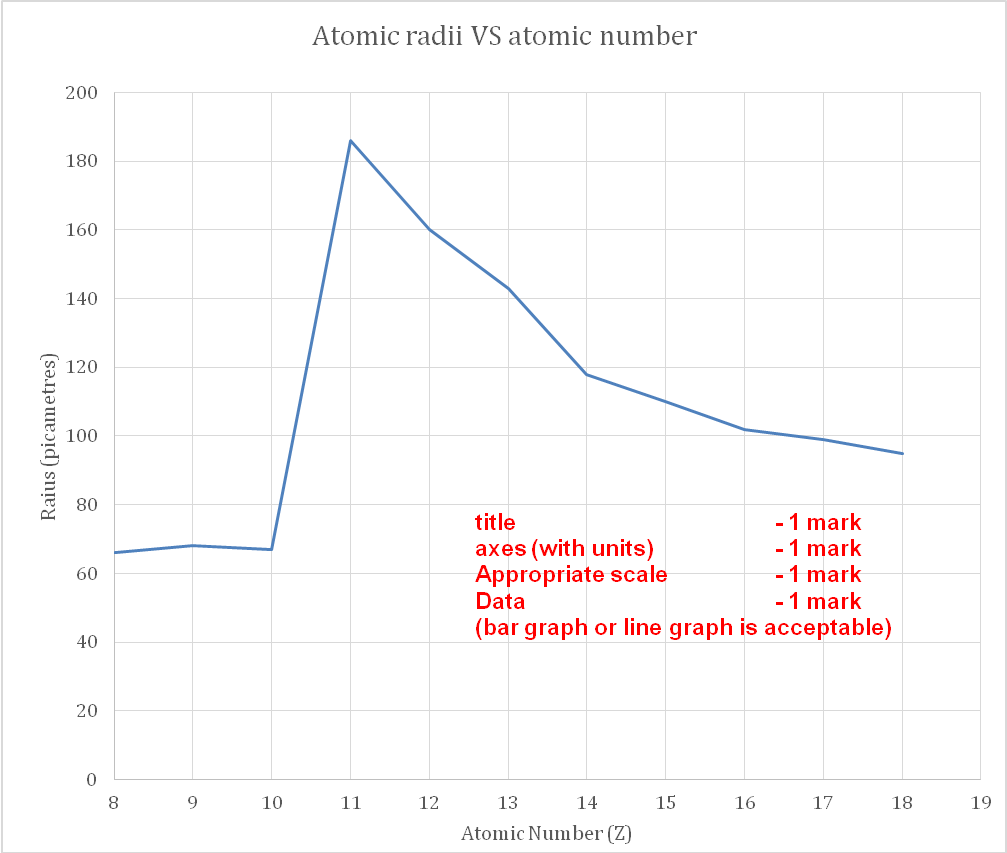 Atomic radii VS atomic number
200
180
160
140
120
100
80
60
40
20
0
Raius (picametres)
title - 1 mark
axes (with units) - 1 mark
Appropriate scale - 1 mark
Data - 1 mark
(bar graph or line graph is acceptable)
8 9 10 11 12 13 14 15 16 17 18 19
Atomic Number (Z)